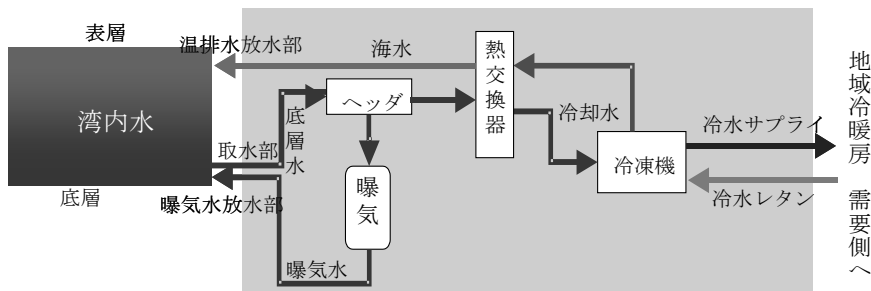 表層
温排水放水部
海水
熱交換器
ヘッダ
湾内水
底層水
冷却水
取水部
冷凍機
冷水サプライ
地域冷暖房 需要側へ
底層
曝気水放水部
曝気
冷水レタン
曝気水